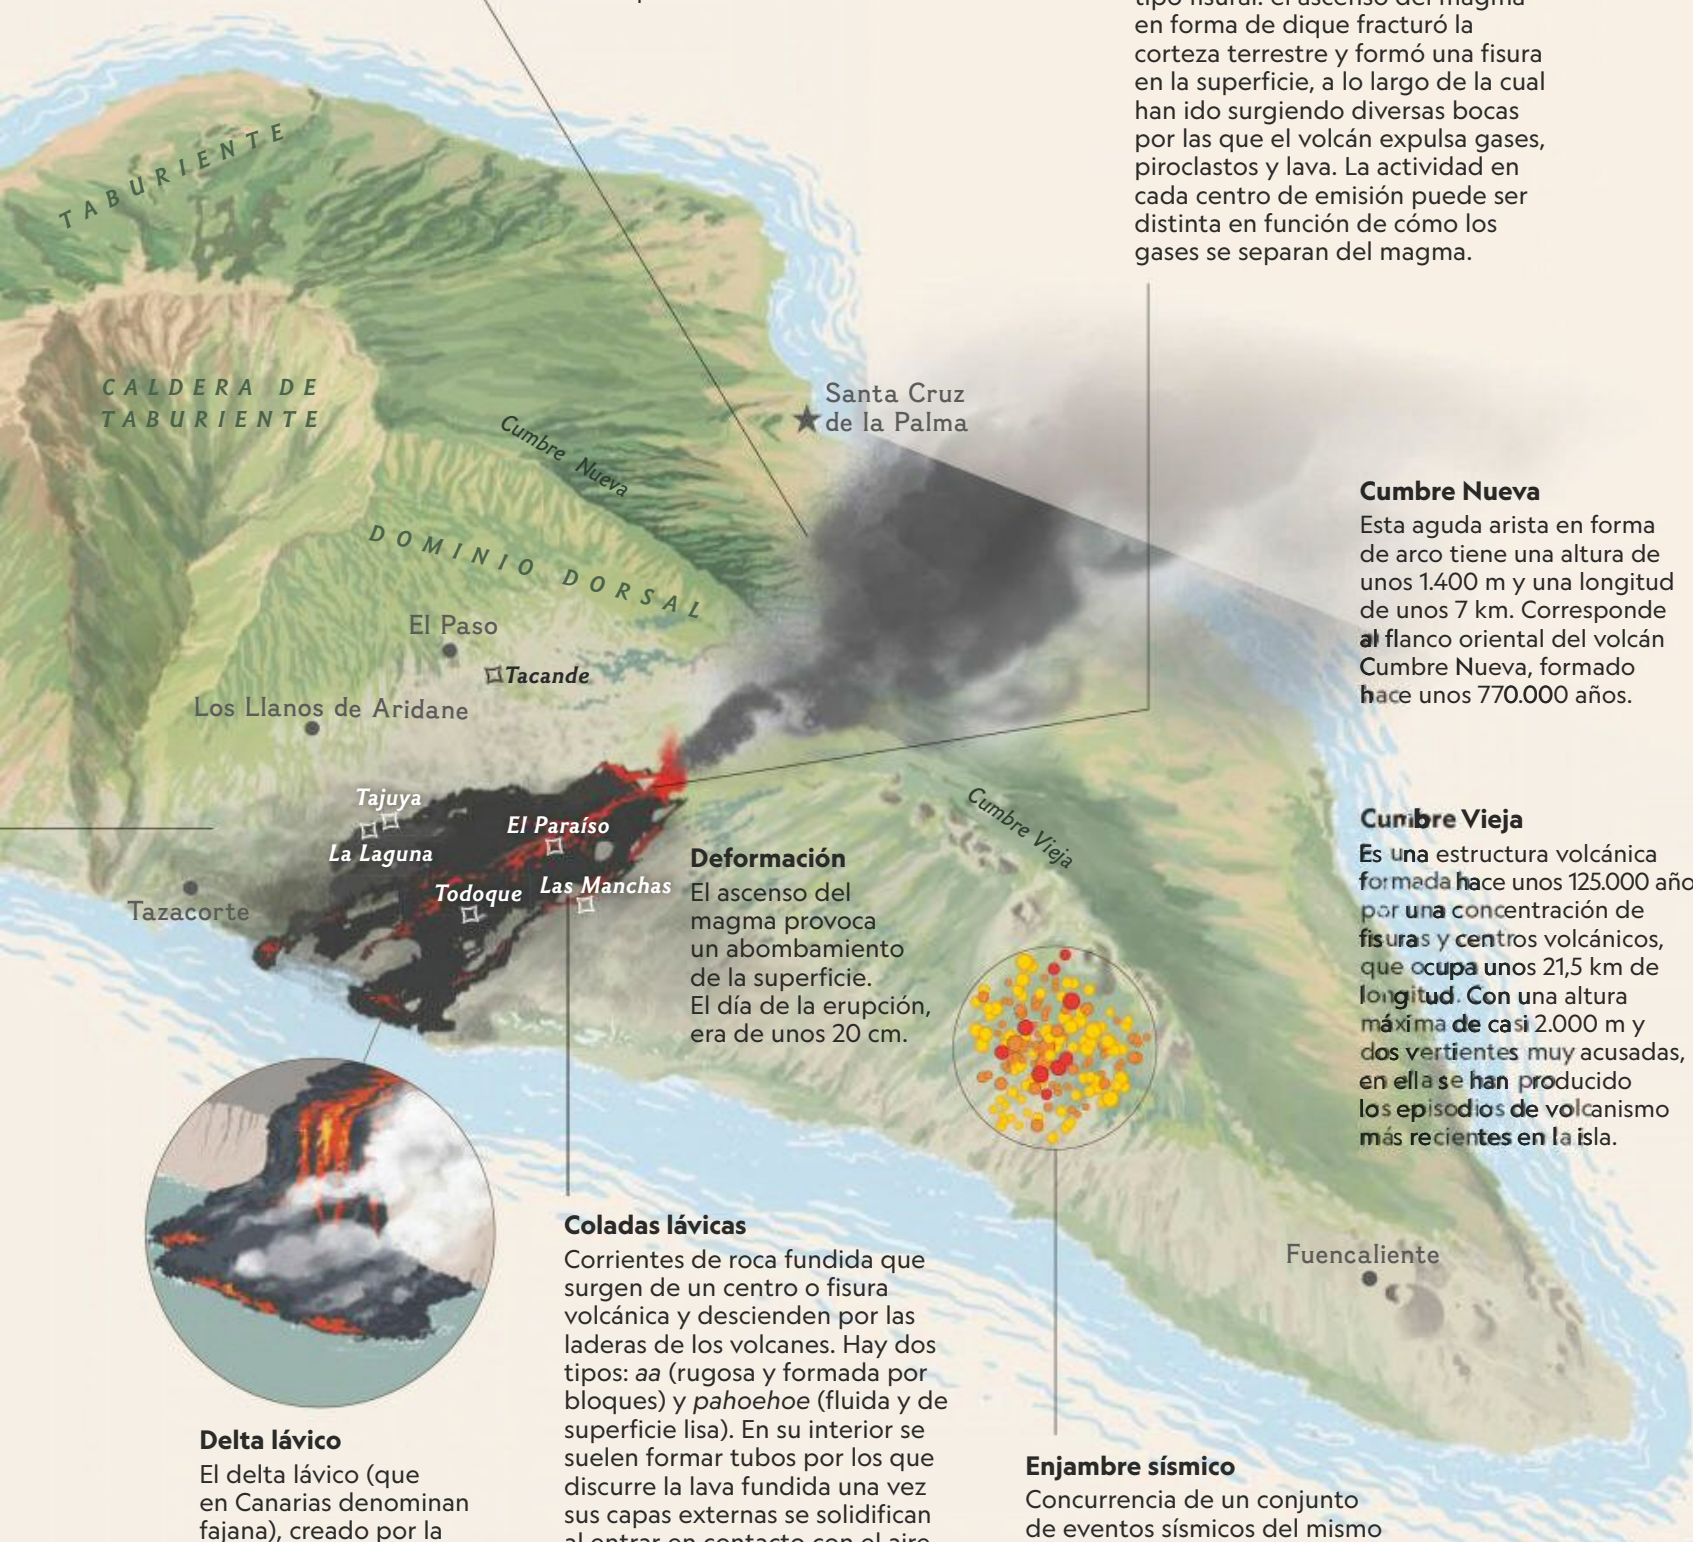 tipo fisural: el ascenso del magma
en forma de dique fracturó la
corteza terrestre y formó una fisura
en la superficie, a lo largo de la cual
han ido surgiendo diversas bocas
por las que el volcán expulsa gases,
piroclastos y lava. La actividad en
cada centro de emisión puede ser
distinta en función de cómo los
gases se separan del magma.
TABURIENTE
CALDERA DE
TABURIENTE
Cumbre Nueva
Santa Cruz
de la Palma
DOMINIO DORSAL
El Paso
Tacande
Los Llanos de Aridane
Cumbre Nueva
Esta aguda arista en forma
de arco tiene una altura de
unos 1.400 m y una longitud
de unos 7 km. Corresponde
al flanco oriental del volcán
Cumbre Nueva, formado
hace unos 770.000 años.
Tajuya
La Laguna
El Paraíso
Todoque
Las Manchas
Tazacorte
Cumbre Vieja
Deformación
El ascenso del
magma provoca
un abombamiento
de la superficie.
El día de la erupción,
era de unos 20 cm.
Cumbre Vieja
Es una estructura volcánica
formada hace unos 125.000 año
por una concentración de
fisuras y centros volcánicos,
que ocupa unos 21,5 km de
longitud. Con una altura
máxima de casi 2.000 m y
dos vertientes muy acusadas,
en ella se han producido
los episodios de volcanismo
más recientes en la isla.
Fuencaliente
Coladas lávicas
Corrientes de roca fundida que
surgen de un centro o fisura
volcánica y descienden por las
laderas de los volcanes. Hay dos
tipos: aa (rugosa y formada por
bloques) y pahoehoe (fluida y de
superficie lisa). En su interior se
suelen formar tubos por los que
discurre la lava fundida una vez
sus capas externas se solidifican
al entrar en contacto con el aire.
Delta lávico
El delta lávico (que
en Canarias denominan
fajana), creado por la
Enjambre sísmico
Concurrencia de un conjunto
de eventos sísmicos del mismo